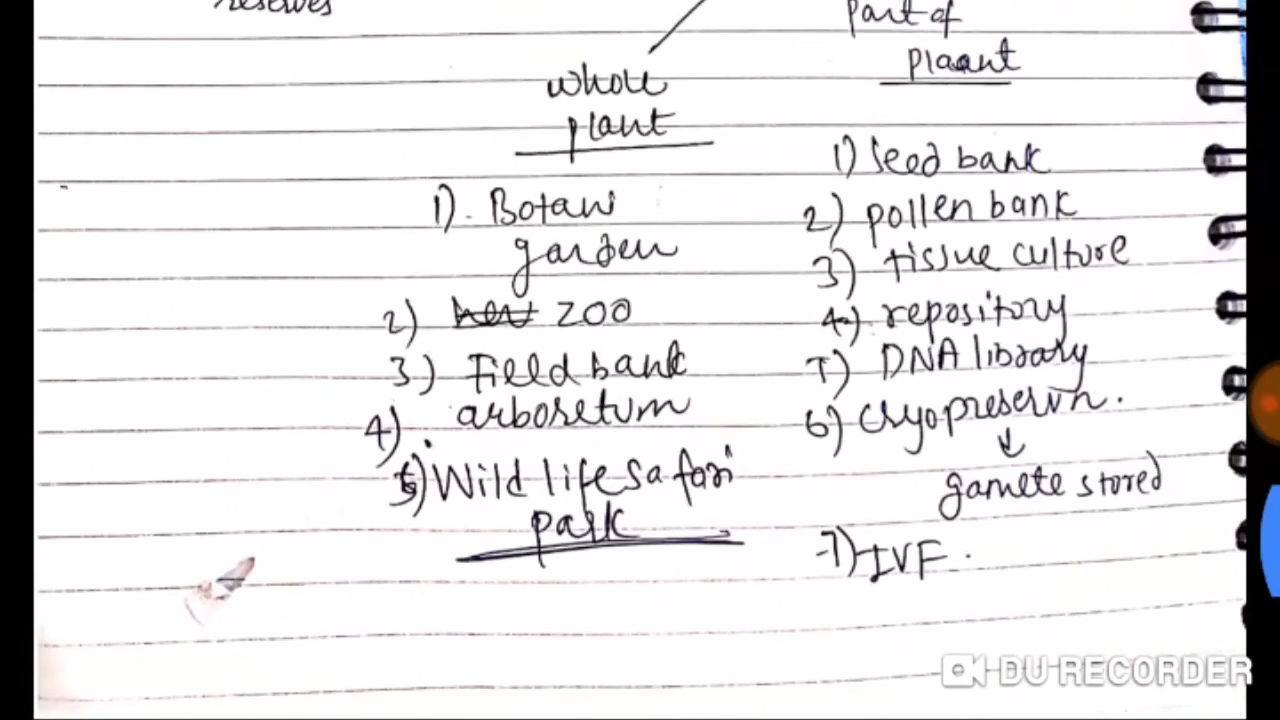 reserves
whole
plant
1). Botani
garden
2) zoo
3) Field bank
4). arboretum
5) Wild life safari
park
part of
plaant
1) seed bank
2) pollen bank
3) tissue culture
4) repository
5) DNA library
6) cryopreservn.
↓
gamete stored
7) IVF.
DU RECORDER